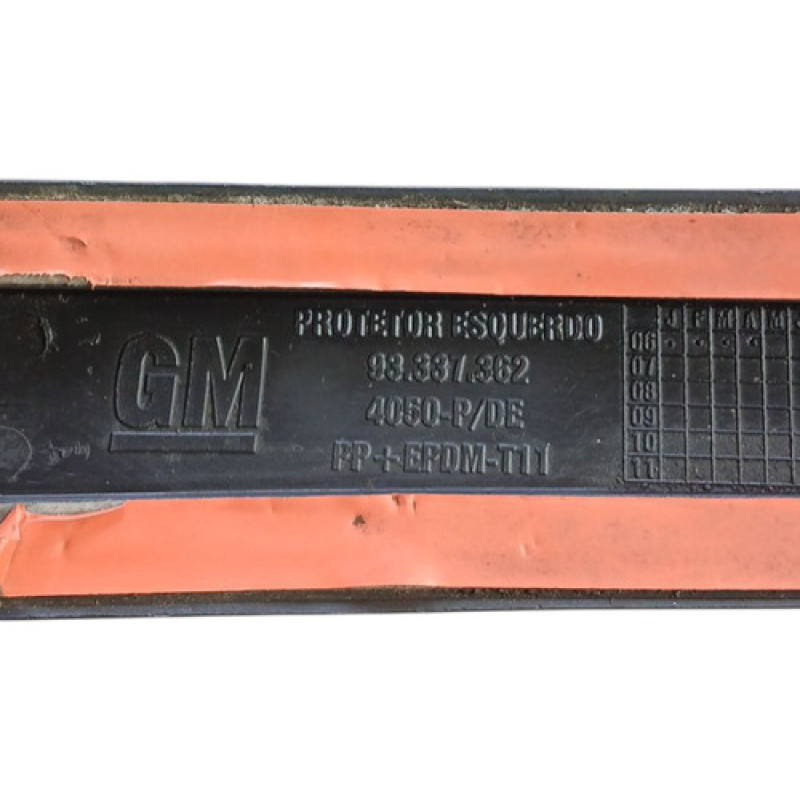 GM
PROTETOR ESQUERDO
93.337.362
4050-P/DE
PP+EPDM-T11
J F M A M
06
07
08
09
10
11